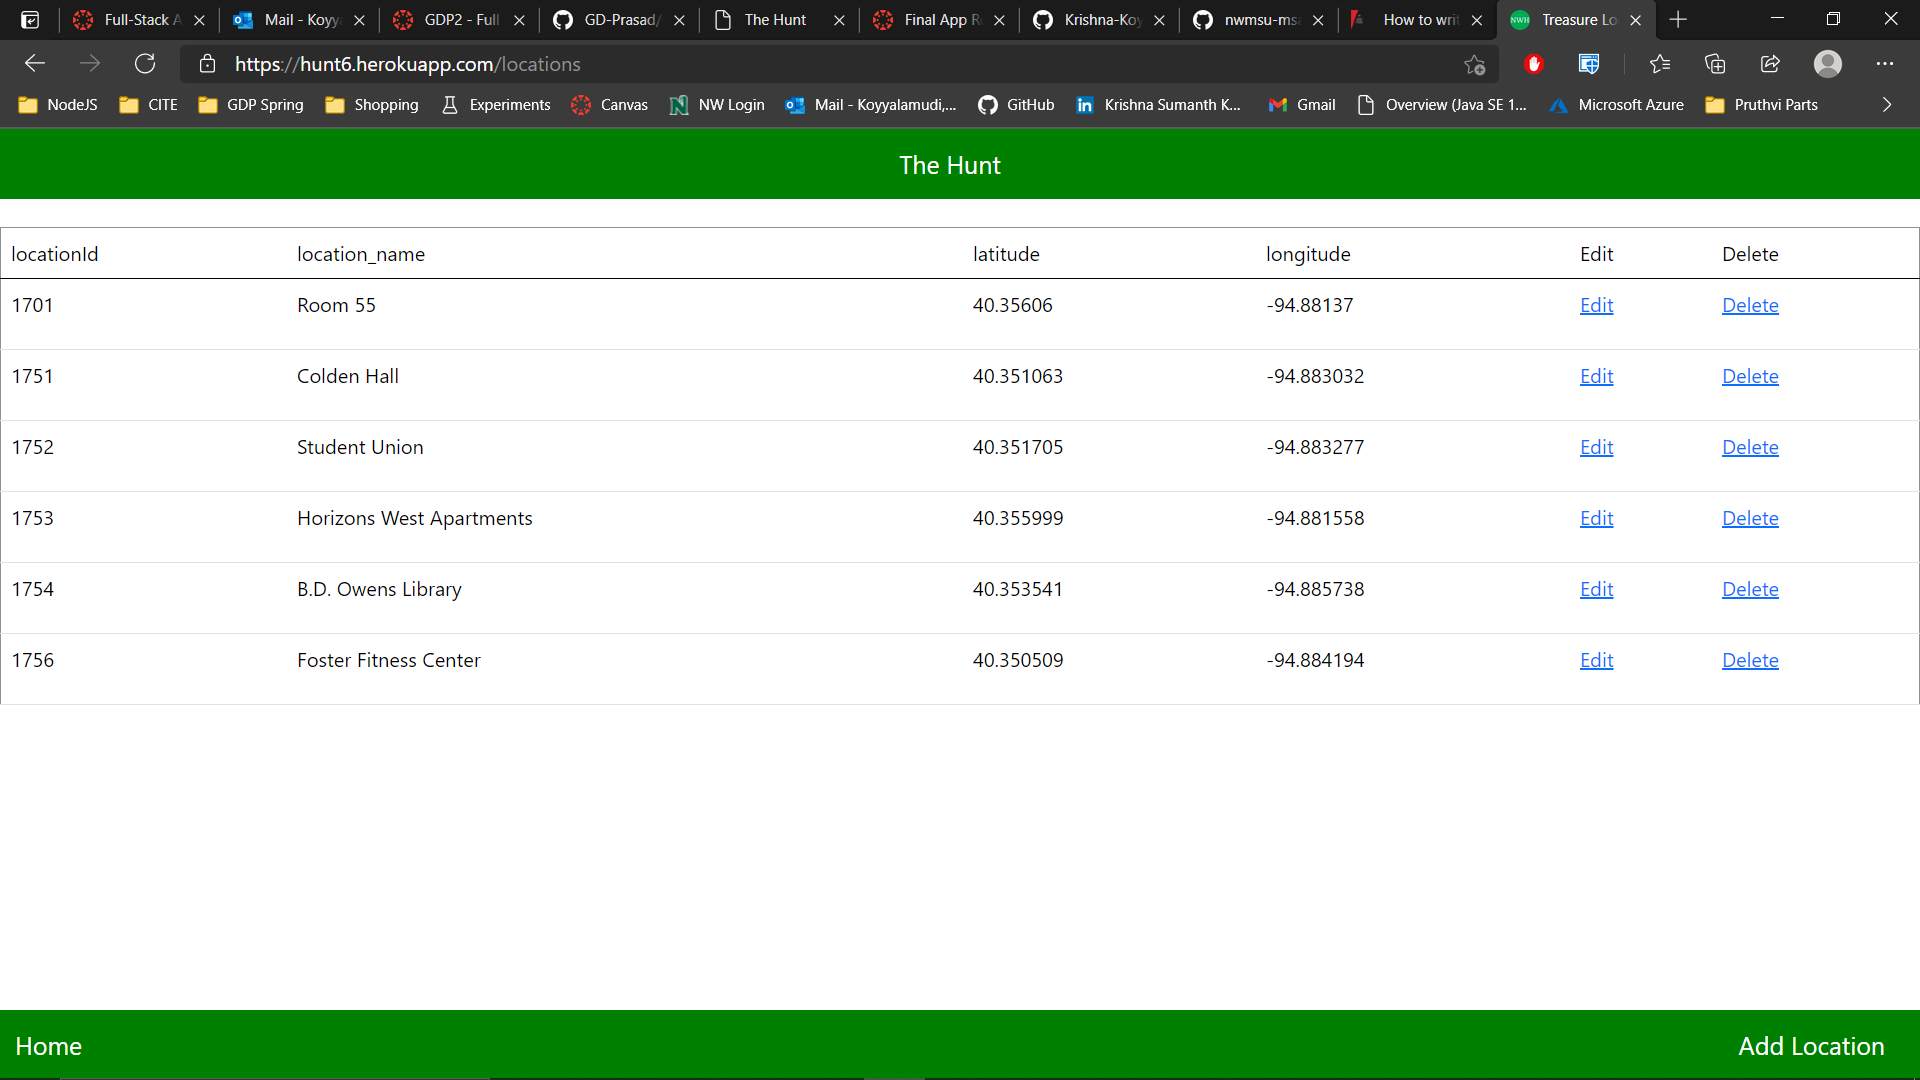 Full-Stack A Mail - Koyy GDP2 - Full GD-Prasad/ The Hunt Final App R Krishna-Koy nwmsu-ms How to writ Treasure Lo
https://hunt6.herokuapp.com/locations
NodeJS CITE GDP Spring Shopping Experiments Canvas NW Login Mail - Koyyalamudi,... GitHub Krishna Sumanth K... Gmail Overview (Java SE 1... Microsoft Azure Pruthvi Parts
The Hunt
locationId location_name latitude longitude Edit Delete
1701 Room 55 40.35606 -94.88137 Edit Delete
1751 Colden Hall 40.351063 -94.883032 Edit Delete
1752 Student Union 40.351705 -94.883277 Edit Delete
1753 Horizons West Apartments 40.355999 -94.881558 Edit Delete
1754 B.D. Owens Library 40.353541 -94.885738 Edit Delete
1756 Foster Fitness Center 40.350509 -94.884194 Edit Delete
Home Add Location